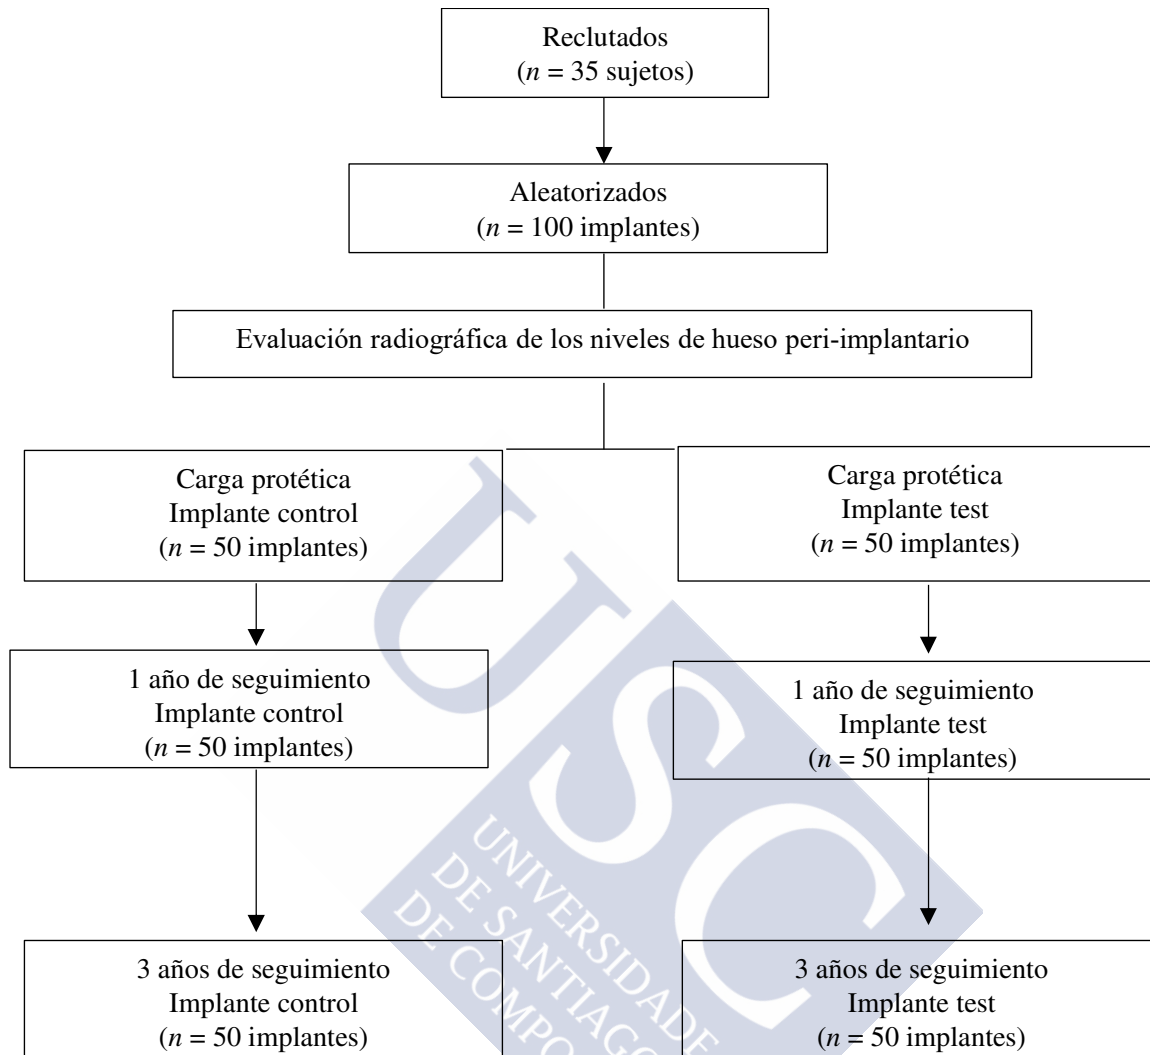 Reclutados
(n = 35 sujetos)
Aleatorizados
(n = 100 implantes)
Evaluación radiográfica de los niveles de hueso peri-implantario
Carga protética
Implante control
(n = 50 implantes)
Carga protética
Implante test
(n = 50 implantes)
1 año de seguimiento
Implante control
(n = 50 implantes)
1 año de seguimiento
Implante test
(n = 50 implantes)
3 años de seguimiento
Implante control
(n = 50 implantes)
3 años de seguimiento
Implante test
(n = 50 implantes)
USC
UNIVERSIDADE
DE SANTIAGO
DE COMPO